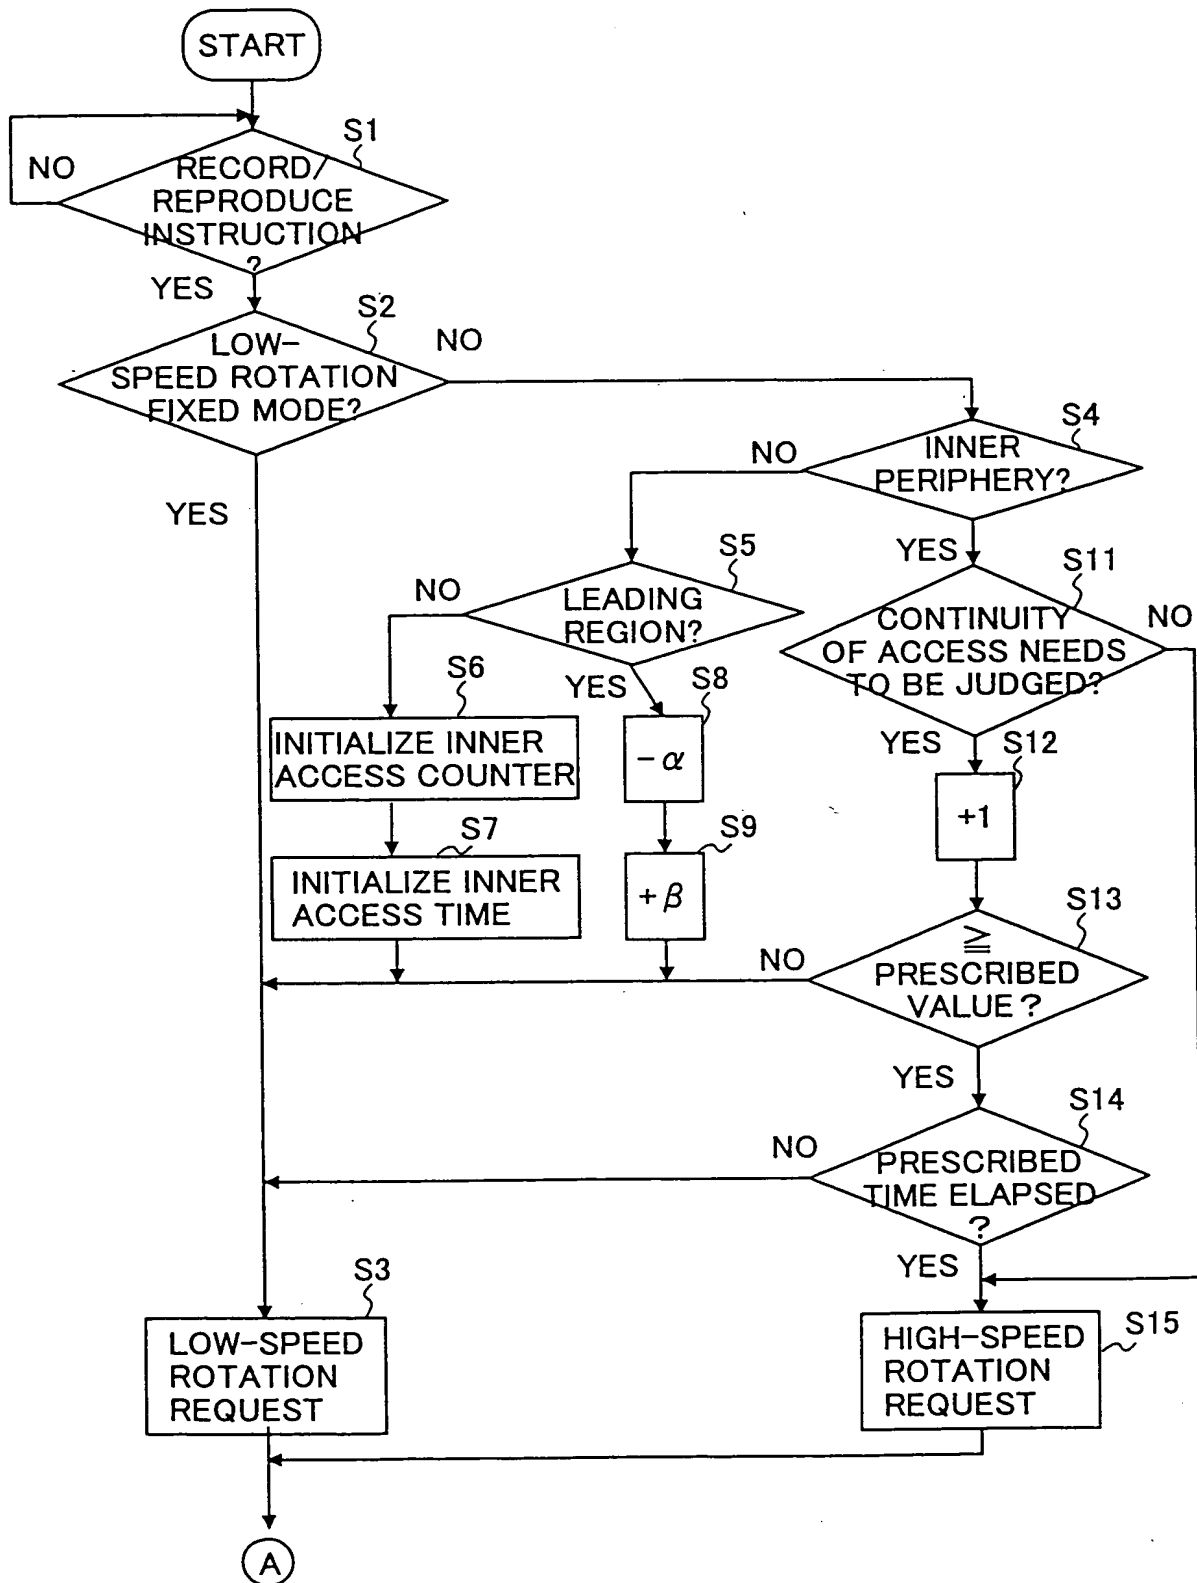 START
S1
NO
RECORD/
REPRODUCE
INSTRUCTION
?
YES
S2
NO
LOW-
SPEED ROTATION
FIXED MODE?
YES
S4
NO
INNER
PERIPHERY?
YES
S5
NO
LEADING
REGION?
YES
S11
NO
CONTINUITY
OF ACCESS NEEDS
TO BE JUDGED?
YES
S6
INITIALIZE INNER
ACCESS COUNTER
S8
-α
S12
+1
S7
INITIALIZE INNER
ACCESS TIME
S9
+β
S13
NO
≧
PRESCRIBED
VALUE?
YES
S14
NO
PRESCRIBED
TIME ELAPSED
?
YES
S3
LOW-SPEED
ROTATION
REQUEST
S15
HIGH-SPEED
ROTATION
REQUEST
A